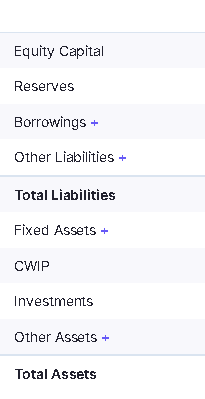 Equity Capital
Reserves
Borrowings +
Other Liabilities +
Total Liabilities
Fixed Assets +
CWIP
Investments
Other Assets +
Total Assets